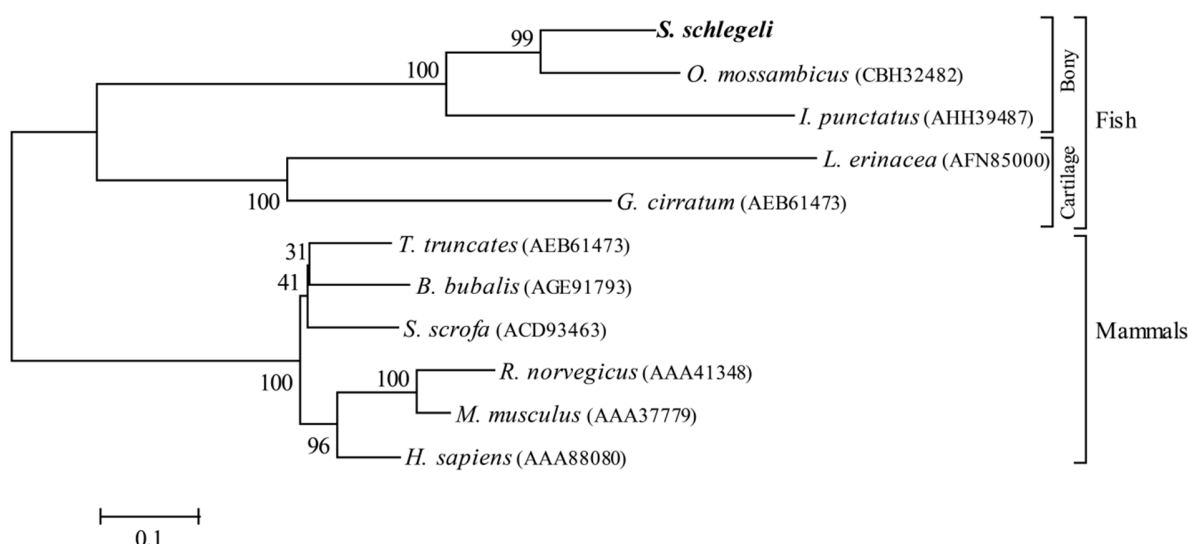 S. schlegeli
99
100
O. mossambicus (CBH32482)
Bony
I. punctatus (AHH39487)
Fish
L. erinacea (AFN85000)
Cartilage
100
G. cirratum (AEB61473)
31
T. truncates (AEB61473)
41
B. bubalis (AGE91793)
S. scrofa (ACD93463)
Mammals
100
100
R. norvegicus (AAA41348)
M. musculus (AAA37779)
96
H. sapiens (AAA88080)
0.1